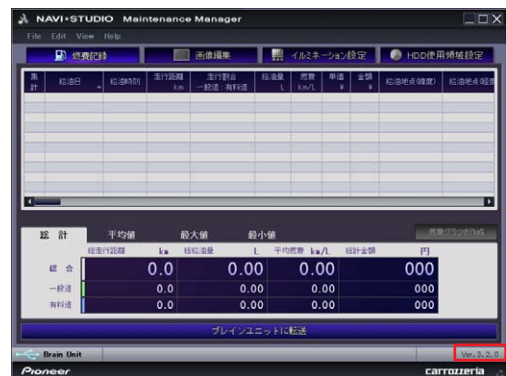 NAVI*STUDIO Maintenance Manager
File Edit View Help
燃費記録 画像編集 イルミネーション設定 HDD使用領域設定
集計 給油日 給油時刻 走行距離 km 走行割合 一般道:有料道 給油量 L 燃費 km/L 単価 ¥ 金額 ¥ 給油地点(緯度) 給油地点(経度
総 計 平均値 最大値 最小値 燃費グラフを作成
総走行距離 km 総給油量 L 平均燃費 km/L 総計金額 円
総 合 0.0 0.00 0.00 000
一般道 0.0 0.00 0.00 000
有料道 0.0 0.00 0.00 000
ブレインユニットに転送
Brain Unit Ver.3.2.0
Pioneer carrozzeria